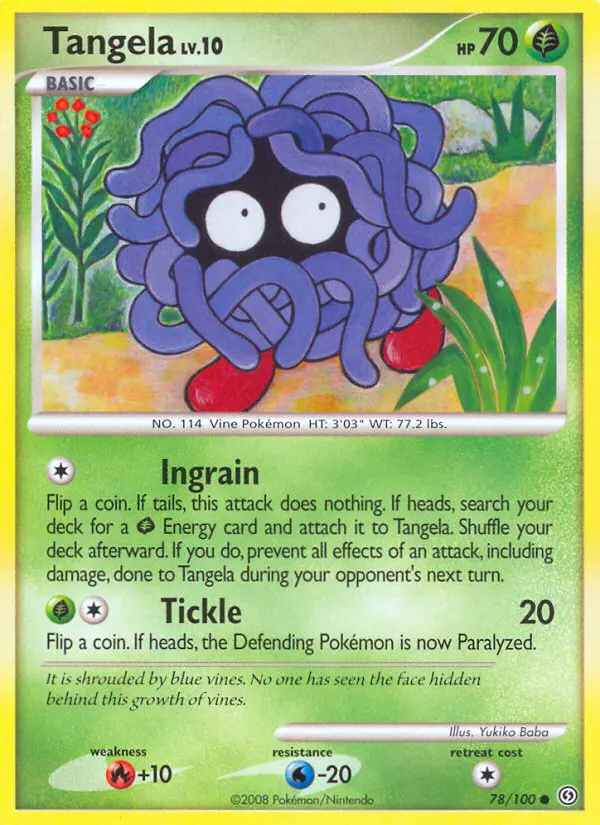 Tangela LV.10 HP 70
BASIC
NO. 114 Vine Pokémon HT: 3'03" WT: 77.2 lbs.
Ingrain
Flip a coin. If tails, this attack does nothing. If heads, search your
deck for a Energy card and attach it to Tangela. Shuffle your
deck afterward. If you do, prevent all effects of an attack, including
damage, done to Tangela during your opponent's next turn.
Tickle 20
Flip a coin. If heads, the Defending Pokémon is now Paralyzed.
It is shrouded by blue vines. No one has seen the face hidden
behind this growth of vines.
Illus. Yukiko Baba
weakness resistance retreat cost
+10 -20
©2008 Pokémon/Nintendo 78/100